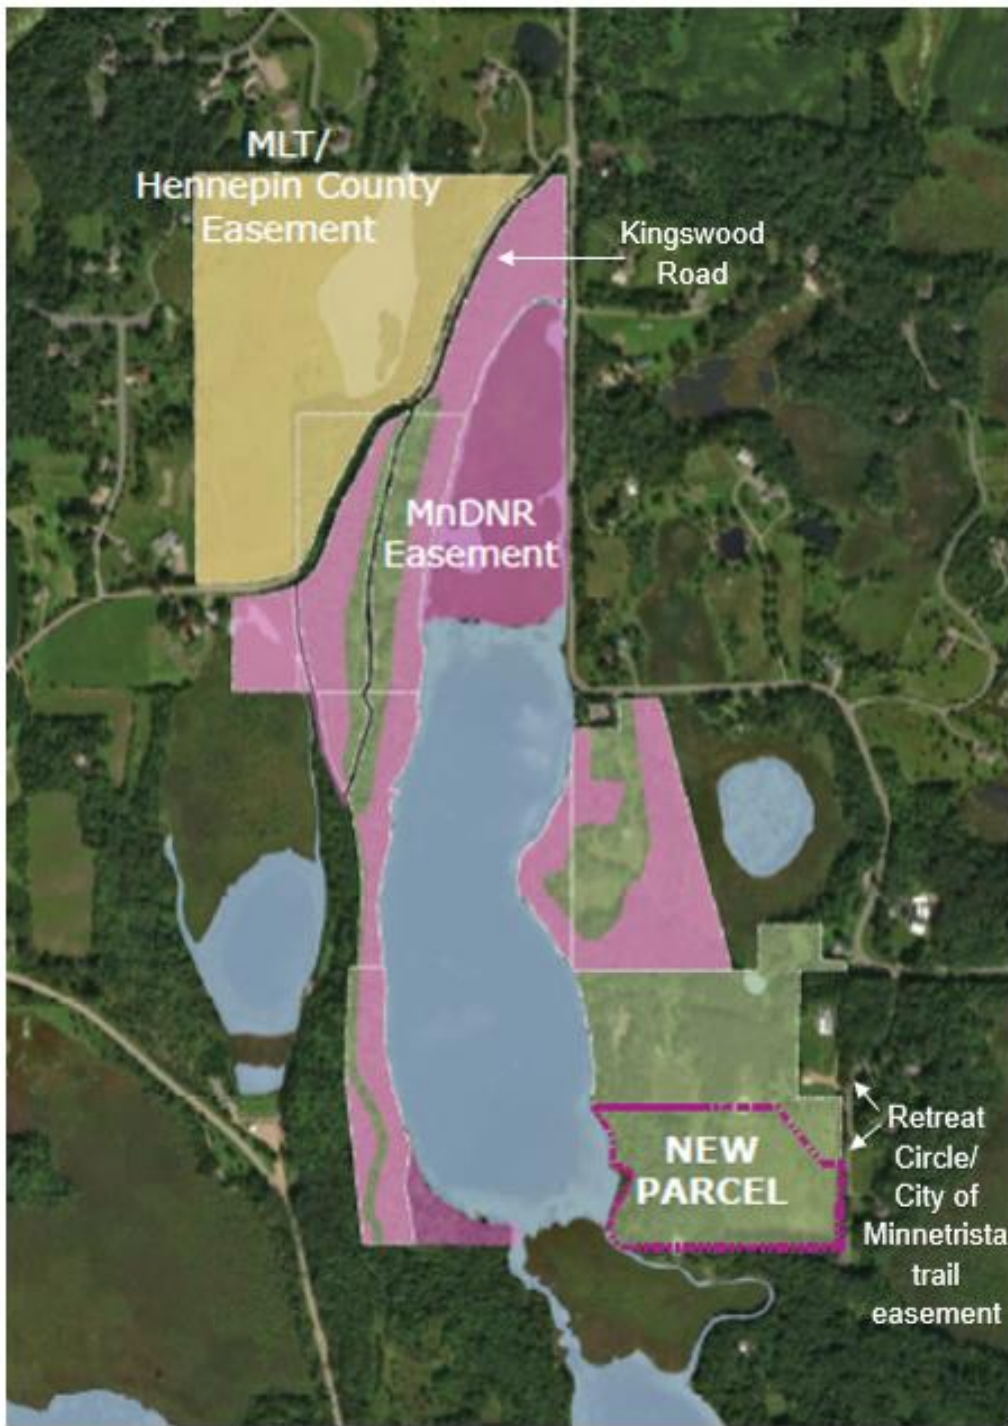 MLT/
Hennepin County
Easement
Kingswood
Road
MnDNR
Easement
NEW
PARCEL
Retreat
Circle/
City of
Minnetrista
trail
easement